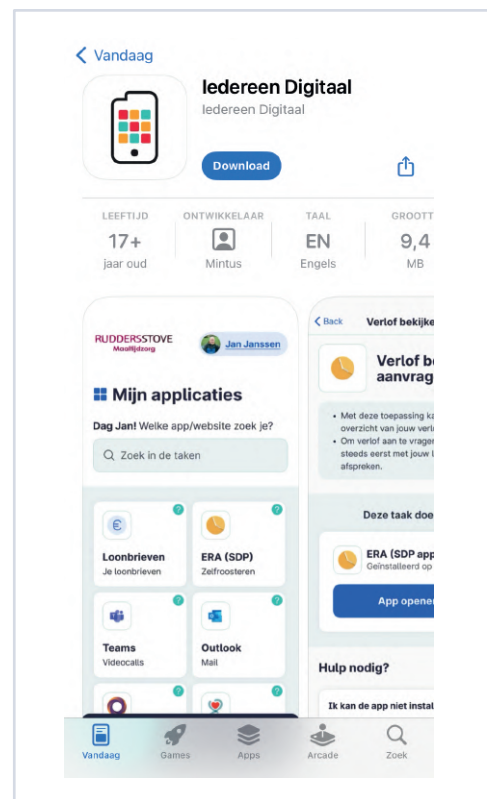 Vandaag
Iedereen Digitaal
Iedereen Digitaal
Download
LEEFTIJD ONTWIKKELAAR TAAL GROOTT
17+ EN 9,4
jaar oud Mintus Engels MB
RUDDERSSTOVE
Maaltijdzorg
Jan Janssen
Mijn applicaties
Dag Jan! Welke app/website zoek je?
Zoek in de taken
€
Loonbrieven ERA (SDP)
Je loonbrieven Zelfroosteren
Teams Outlook
Videocalls Mail
Back Verlof bekijke
Verlof be
aanvrag
• Met deze toepassing ka
overzicht van jouw verl
• Om verlof aan te vragen
steeds eerst met jouw l
afspreken.
Deze taak doe
ERA (SDP app
Geïnstalleerd op
App openen
Hulp nodig?
Ik kan de app niet instal
Vandaag Games Apps Arcade Zoek